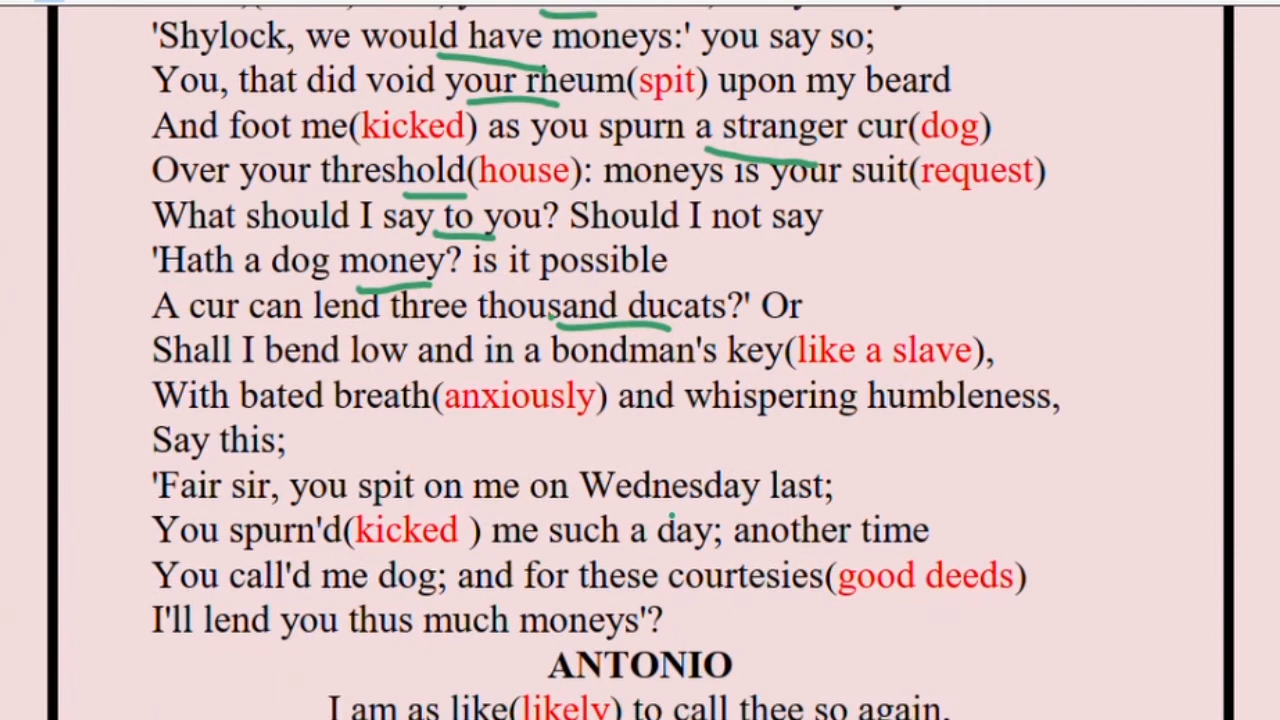 'Shylock, we would have moneys:' you say so;
You, that did void your rheum(spit) upon my beard
And foot me(kicked) as you spurn a stranger cur(dog)
Over your threshold(house): moneys is your suit(request)
What should I say to you? Should I not say
'Hath a dog money? is it possible
A cur can lend three thousand ducats?' Or
Shall I bend low and in a bondman's key(like a slave),
With bated breath(anxiously) and whispering humbleness,
Say this;
'Fair sir, you spit on me on Wednesday last;
You spurn'd(kicked ) me such a day; another time
You call'd me dog; and for these courtesies(good deeds)
I'll lend you thus much moneys'?
ANTONIO
I am as like(likely) to call thee so again,